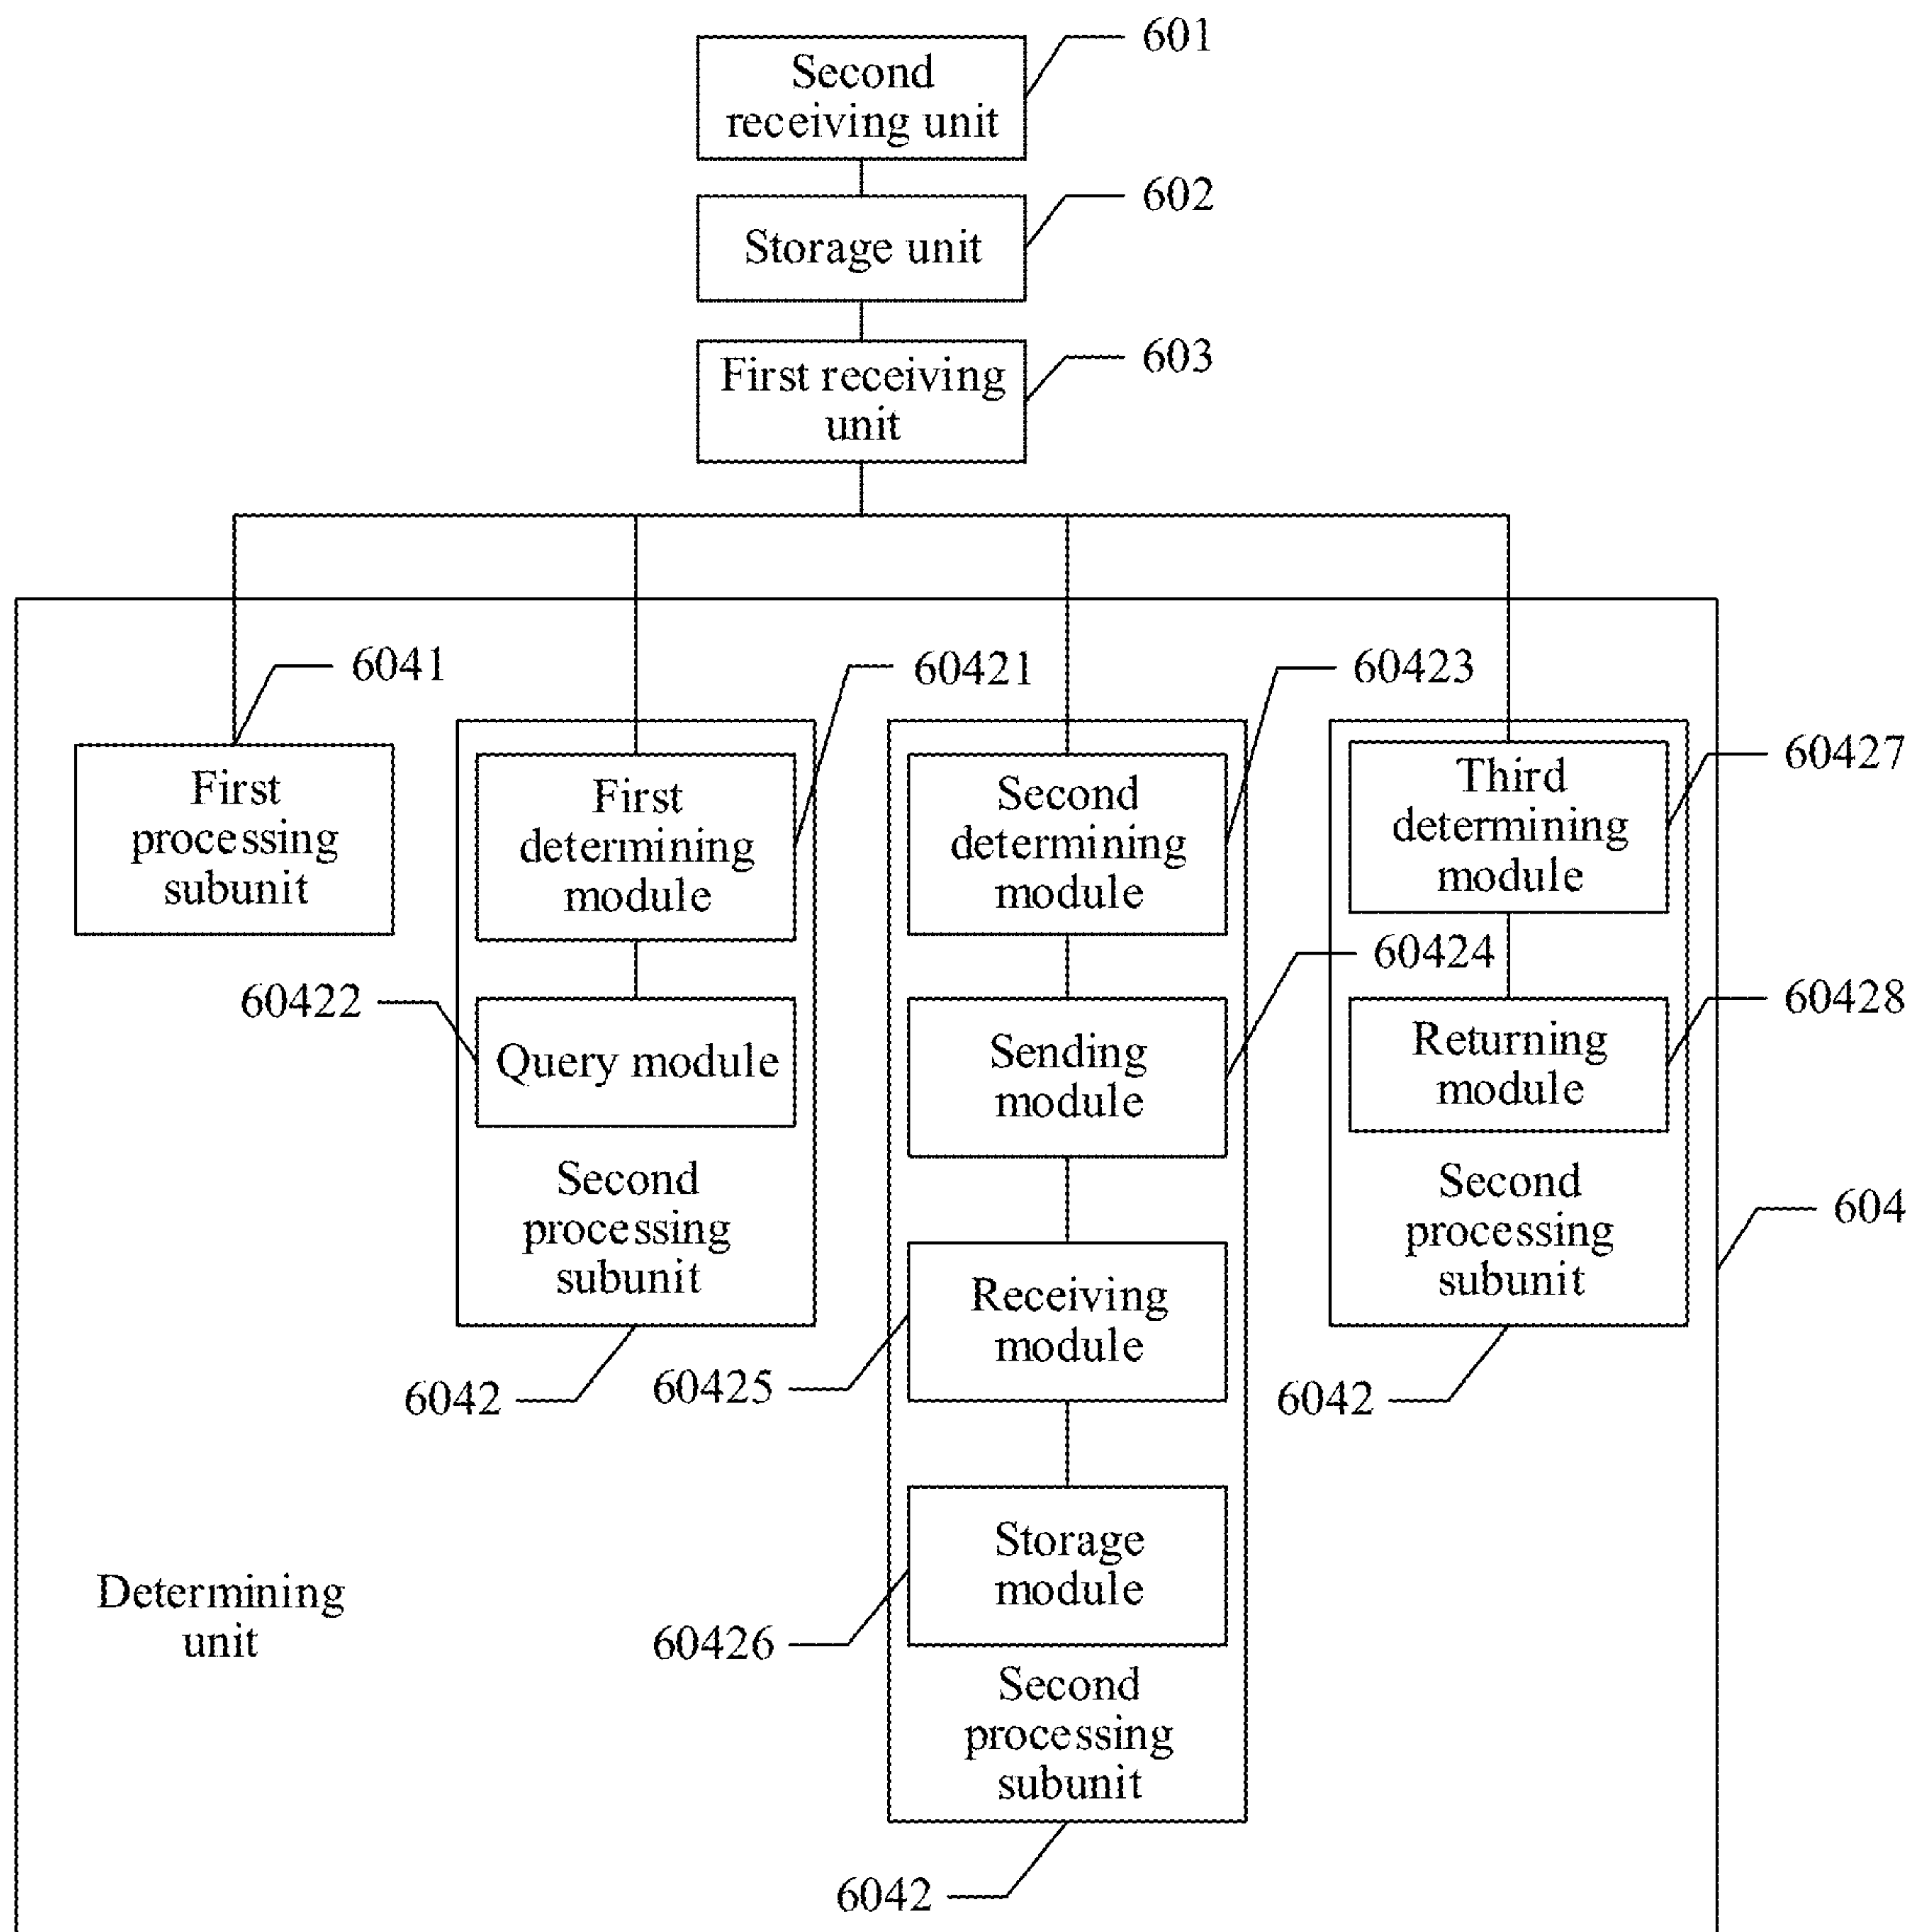 601
Second
receiving unit
602
Storage unit
603
First receiving
unit
6041
60421
60423
60427
First
processing
subunit
First
determining
module
Second
determining
module
Third
determining
module
60422
60424
60428
Query module
Sending
module
Returning
module
Second
processing
subunit
Second
processing
subunit
604
Receiving
module
6042
60425
6042
Storage
module
Determining
unit
60426
Second
processing
subunit
6042